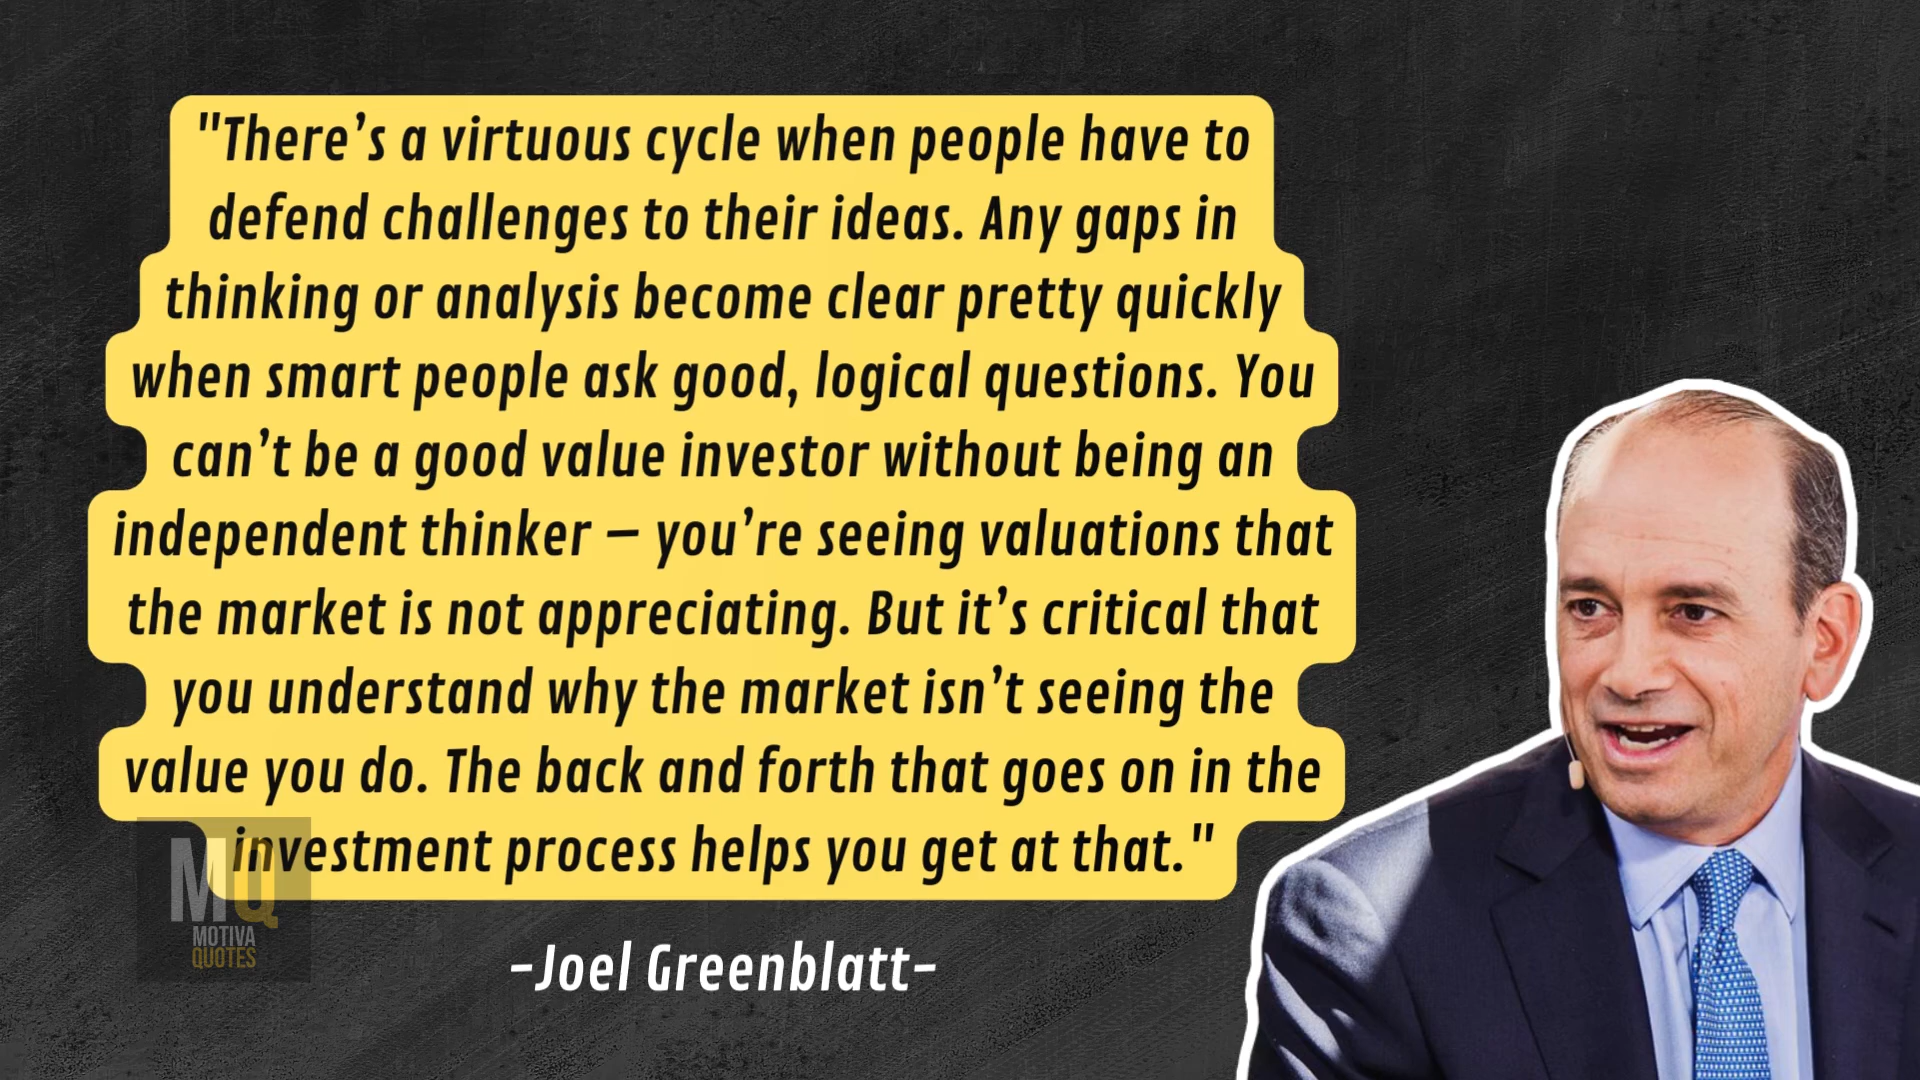 "There’s a virtuous cycle when people have to
defend challenges to their ideas. Any gaps in
thinking or analysis become clear pretty quickly
when smart people ask good, logical questions. You
can’t be a good value investor without being an
independent thinker – you’re seeing valuations that
the market is not appreciating. But it’s critical that
you understand why the market isn’t seeing the
value you do. The back and forth that goes on in the
investment process helps you get at that."
MQ
MOTIVA
QUOTES
-Joel Greenblatt-